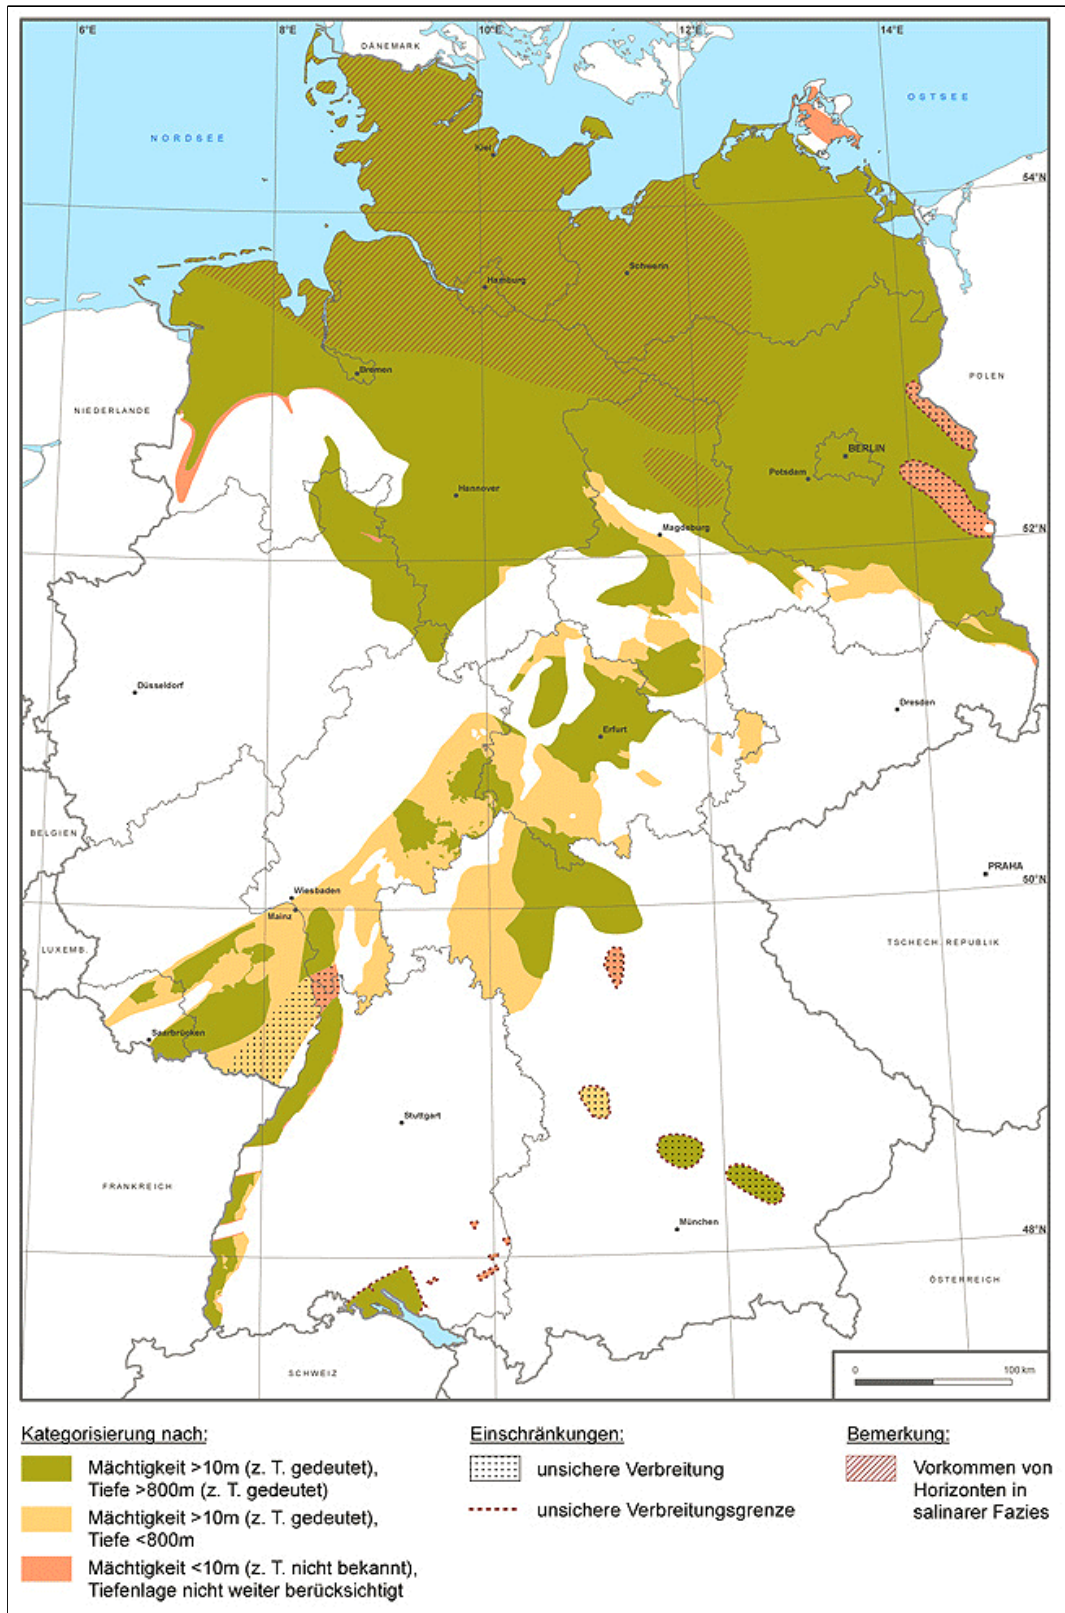 6°E 8°E 10°E 12°E 14°E
DÄNEMARK
OSTSEE
NORDSEE
Kiel
54°N
Schwerin
Hamburg
Bremen
POLEN
NIEDERLANDE
BERLIN
Potsdam
Hannover
Magdeburg
52°N
Düsseldorf
Dresden
Erfurt
BELGIEN
PRAHA
50°N
Wiesbaden
Mainz
LUXEMB.
TSCHECH. REPUBLIK
Saarbrücken
Stuttgart
FRANKREICH
München
48°N
ÖSTERREICH
SCHWEIZ
0 100 km
Kategorisierung nach:
Mächtigkeit >10m (z. T. gedeutet),
Tiefe >800m (z. T. gedeutet)
Mächtigkeit >10m (z. T. gedeutet),
Tiefe <800m
Mächtigkeit <10m (z. T. nicht bekannt),
Tiefenlage nicht weiter berücksichtigt
Einschränkungen:
unsichere Verbreitung
unsichere Verbreitungsgrenze
Bemerkung:
Vorkommen von
Horizonten in
salinarer Fazies